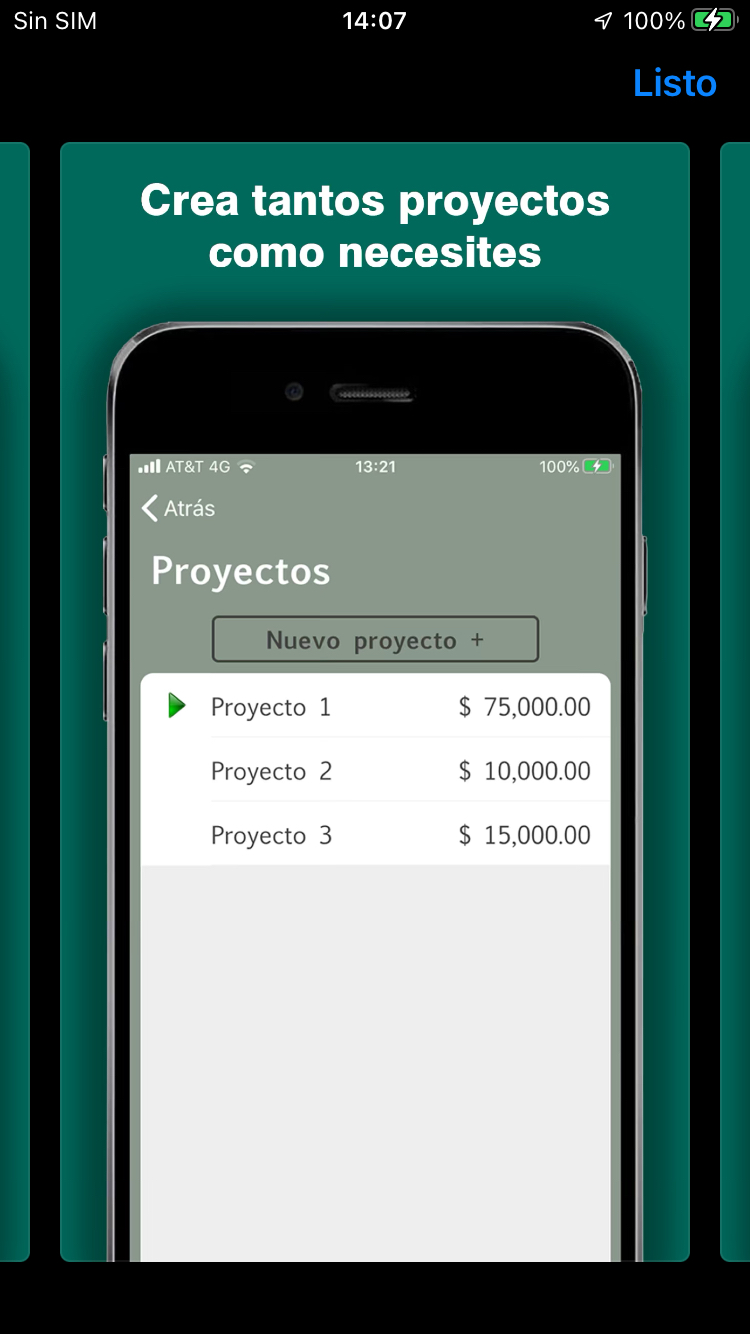 Sin SIM 14:07 100%
Listo
Crea tantos proyectos
como necesites
AT&T 4G 13:21 100%
Atrás
Proyectos
Nuevo proyecto +
Proyecto 1 $ 75,000.00
Proyecto 2 $ 10,000.00
Proyecto 3 $ 15,000.00